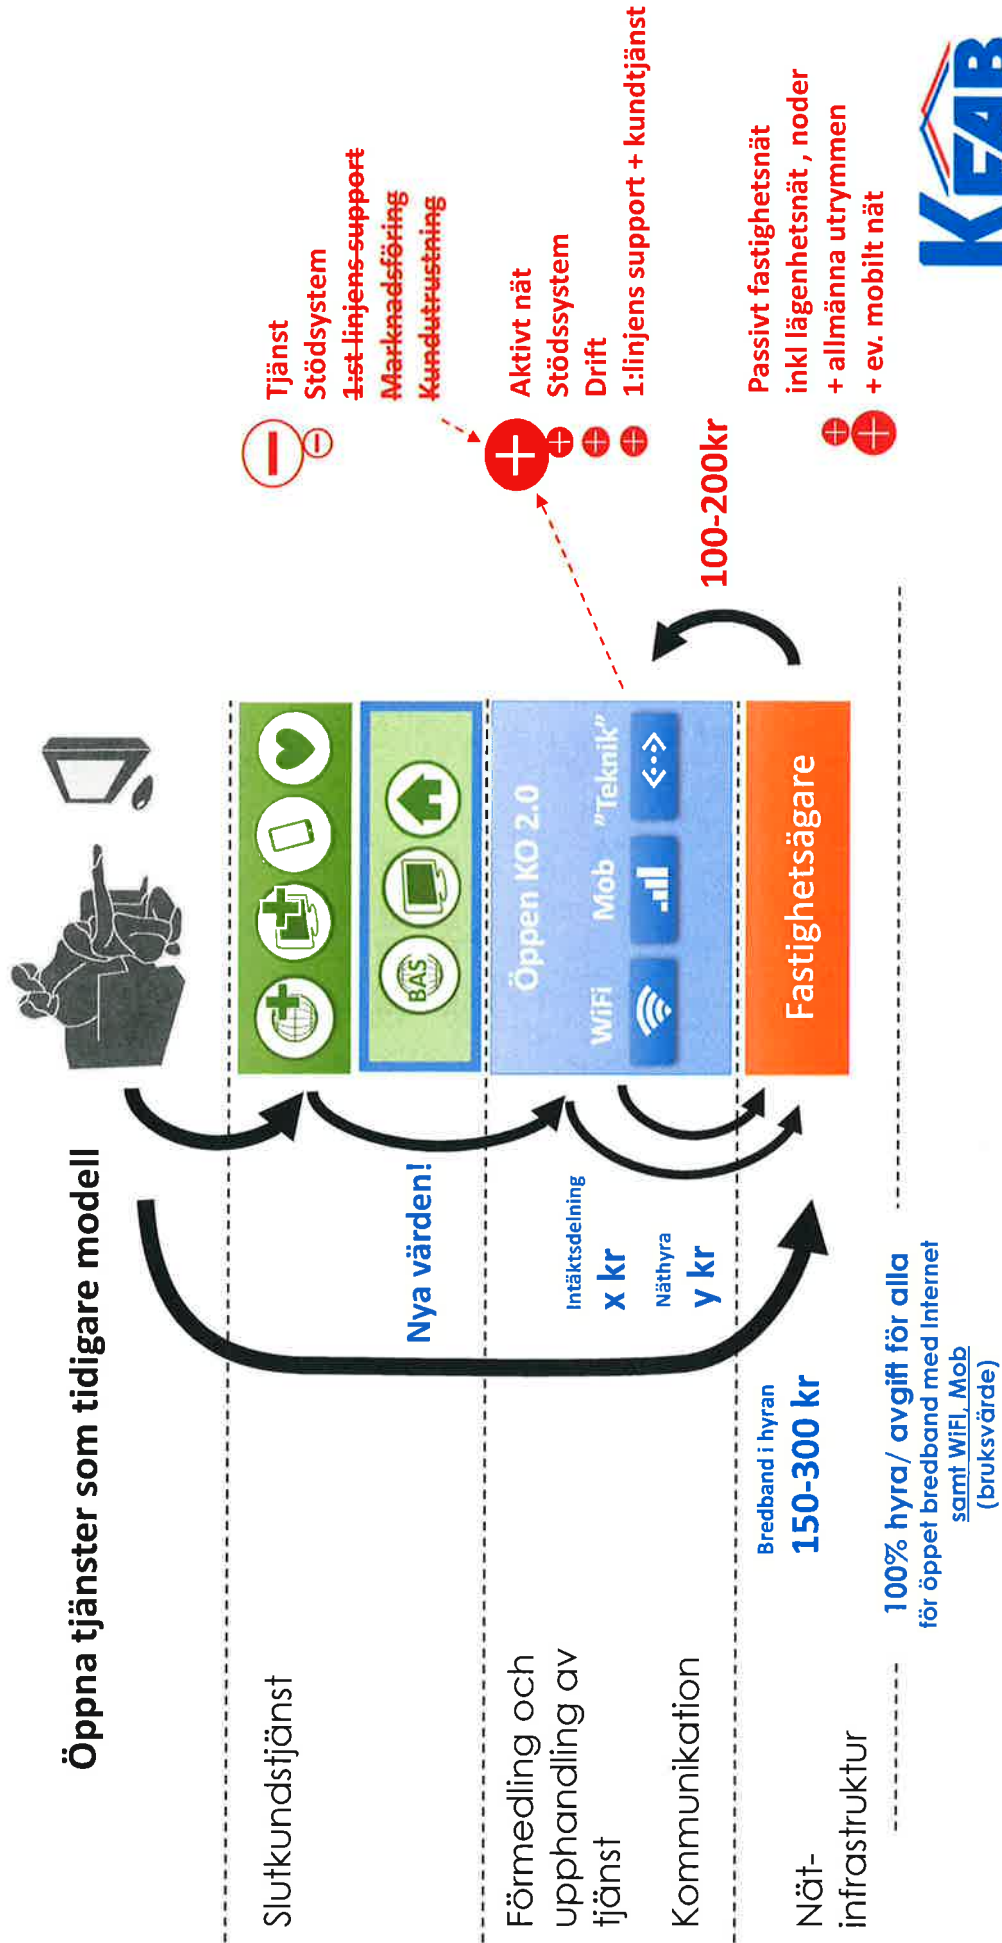 Öppna tjänster som tidigare modell
Slutkundstjänst
Förmedling och
upphandling av
tjänst
Kommunikation
Nät-
infrastruktur
Nya värden!
Intäktsdelning
x kr
Näthyra
y kr
Bredband i hyran
150-300 kr
100% hyra/ avgift för alla
för öppet bredband med Internet
samt WiFI, Mob
(bruksvärde)
BAS
Öppen KO 2.0
WiFi Mob "Teknik"
Fastighetsägare
100-200kr
Tjänst
Stödsystem
1:st linjens support
Marknadsföring
Kundutrustning
Aktivt nät
Stödssystem
Drift
1:linjens support + kundtjänst
Passivt fastighetsnät
inkl lägenhetsnät , noder
+ allmänna utrymmen
+ ev. mobilt nät
KFAB